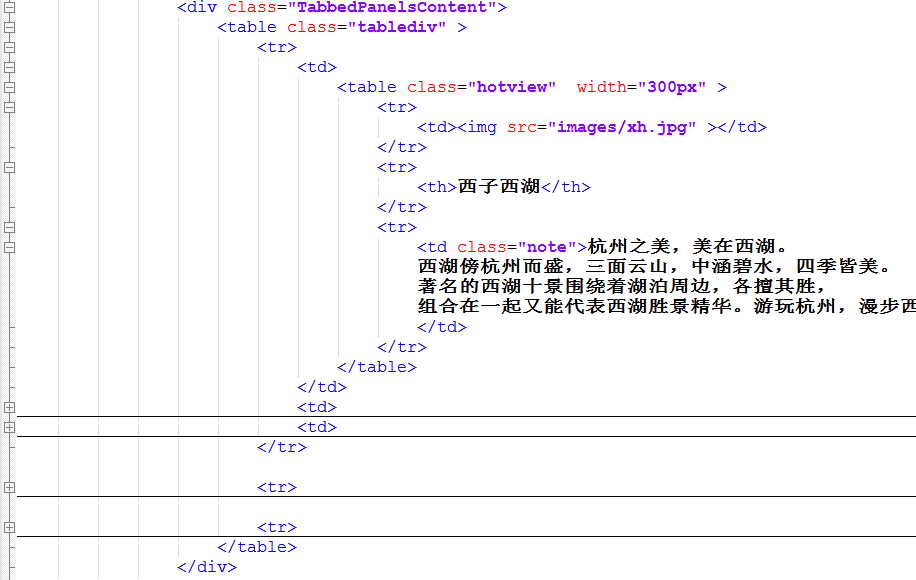 <div class="TabbedPanelsContent">
<table class="tablediv" >
<tr>
<td>
<table class="hotview"  width="300px" >
<tr>
<td><img src="images/xh.jpg" ></td>
</tr>
<tr>
<th>西子西湖</th>
</tr>
<tr>
<td class="note">杭州之美，美在西湖。
西湖傍杭州而盛，三面云山，中涵碧水，四季皆美。
著名的西湖十景围绕着湖泊周边，各擅其胜，
组合在一起又能代表西湖胜景精华。游玩杭州，漫步西
</td>
</tr>
</table>
</td>
<td>
<td>
</tr>
<tr>
<tr>
</table>
</div>